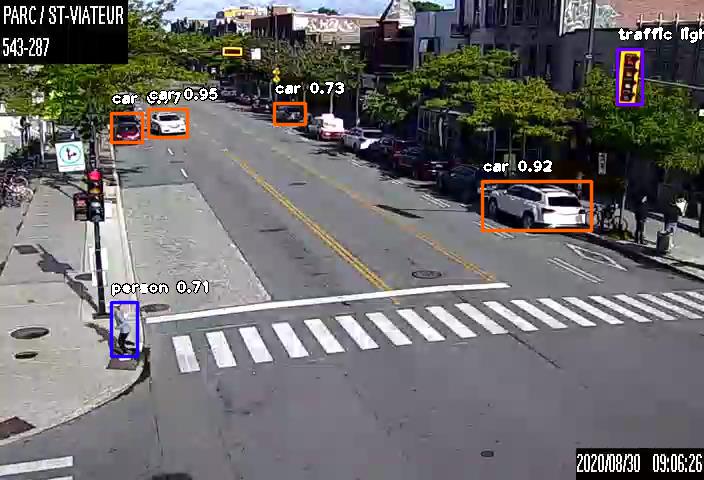 PARC / ST-VIATEUR
543-287
traffic ligh
car 0.95
car 0.73
car
car 0.92
person 0.71
2020/08/30 09:06:26